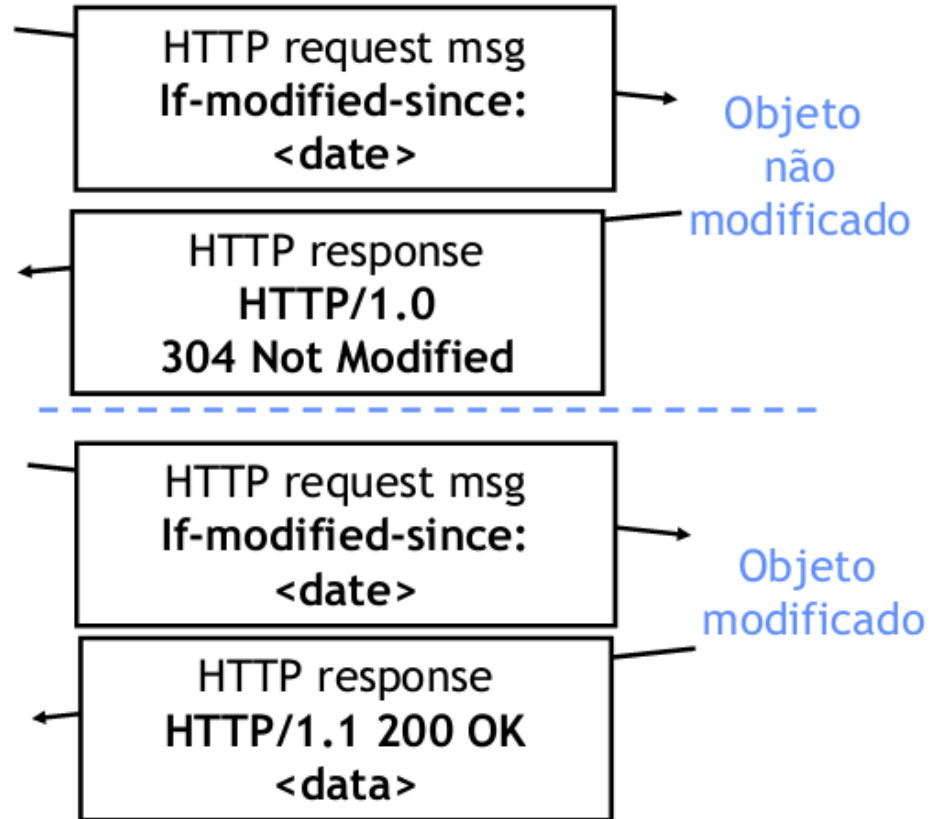 HTTP request msg
If-modified-since:
<date>
Objeto
não
modificado
HTTP response
HTTP/1.0
304 Not Modified
HTTP request msg
If-modified-since:
<date>
Objeto
modificado
HTTP response
HTTP/1.1 200 OK
<data>